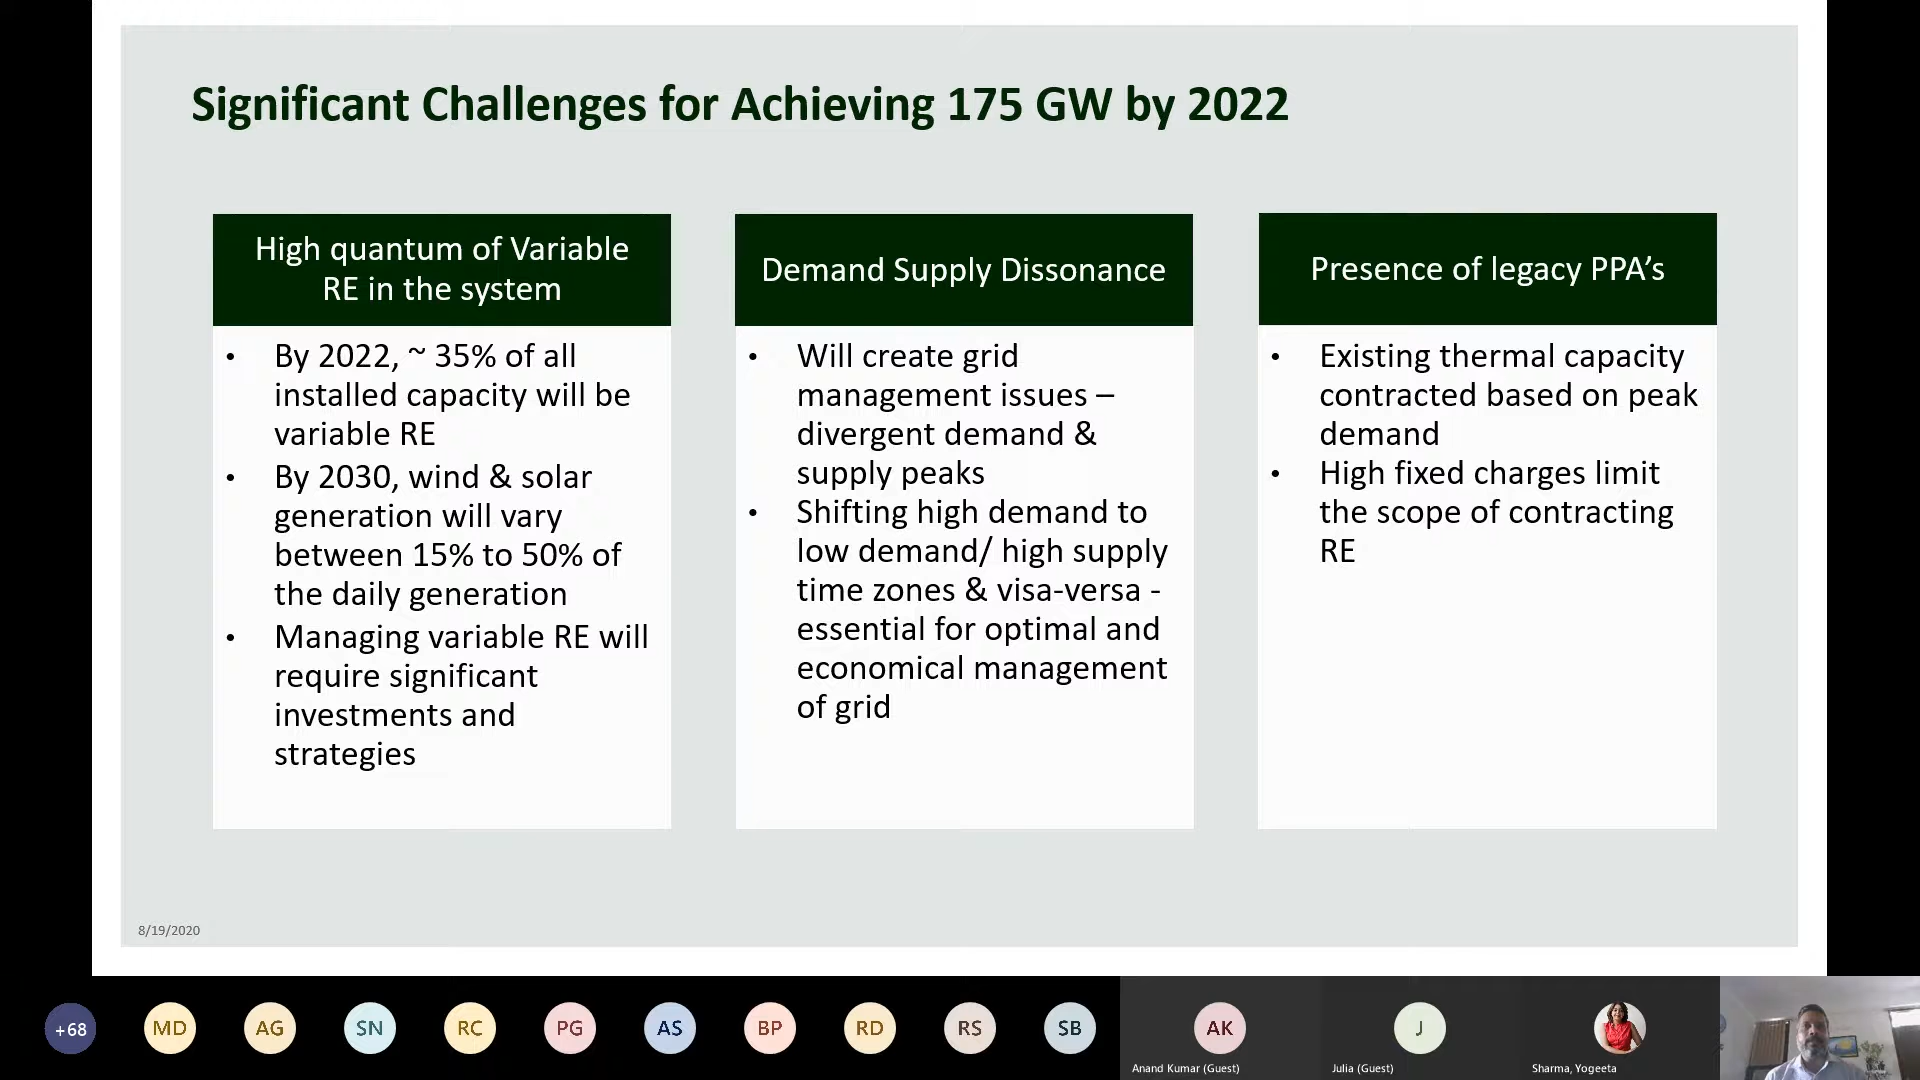 Significant Challenges for Achieving 175 GW by 2022
High quantum of Variable
RE in the system
• By 2022, ~ 35% of all
installed capacity will be
variable RE
• By 2030, wind & solar
generation will vary
between 15% to 50% of
the daily generation
• Managing variable RE will
require significant
investments and
strategies
Demand Supply Dissonance
• Will create grid
management issues –
divergent demand &
supply peaks
• Shifting high demand to
low demand/ high supply
time zones & visa-versa -
essential for optimal and
economical management
of grid
Presence of legacy PPA’s
• Existing thermal capacity
contracted based on peak
demand
• High fixed charges limit
the scope of contracting
RE
8/19/2020
+68
MD
AG
SN
RC
PG
AS
BP
RD
RS
SB
AK
Anand Kumar (Guest)
J
Julia (Guest)
Sharma, Yogeeta